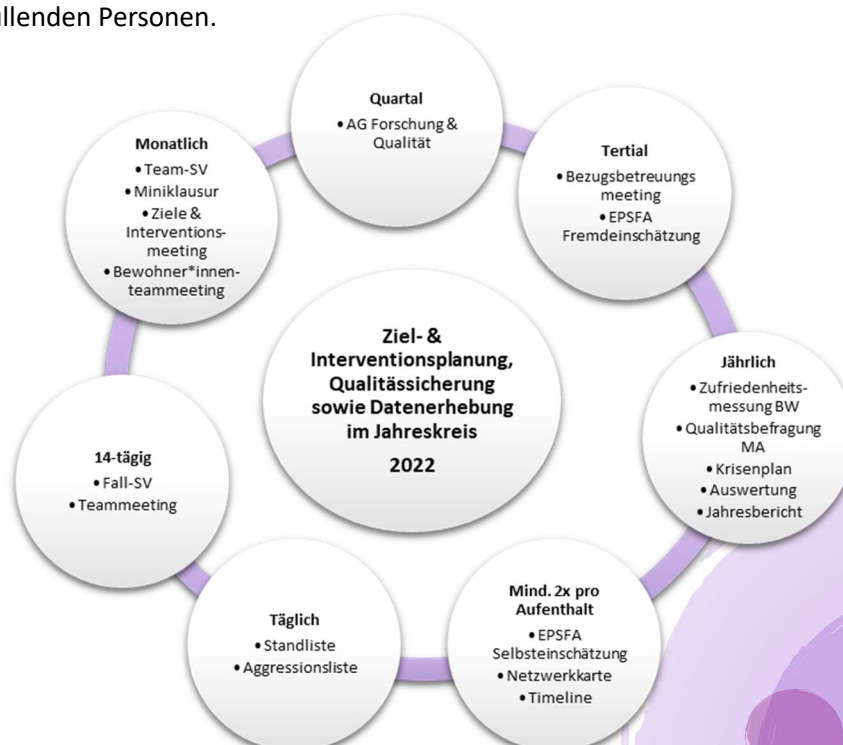 llenden Personen.
Quartal
• AG Forschung &
Qualität
Tertial
• Bezugsbetreuungs
meeting
• EPSFA
Fremdeinschätzung
Jährlich
• Zufriedenheits-
messung BW
• Qualitätsbefragung
MA
• Krisenplan
• Auswertung
• Jahresbericht
Mind. 2x pro
Aufenthalt
• EPSFA
Selbsteinschätzung
• Netzwerkkarte
• Timeline
Täglich
• Standliste
• Aggressionsliste
14-tägig
• Fall-SV
• Teammeeting
Monatlich
• Team-SV
• Miniklausur
• Ziele &
Interventions-
meeting
• Bewohner*innen-
teammeeting
Ziel- &
Interventionsplanung,
Qualitässicherung
sowie Datenerhebung
im Jahreskreis
2022